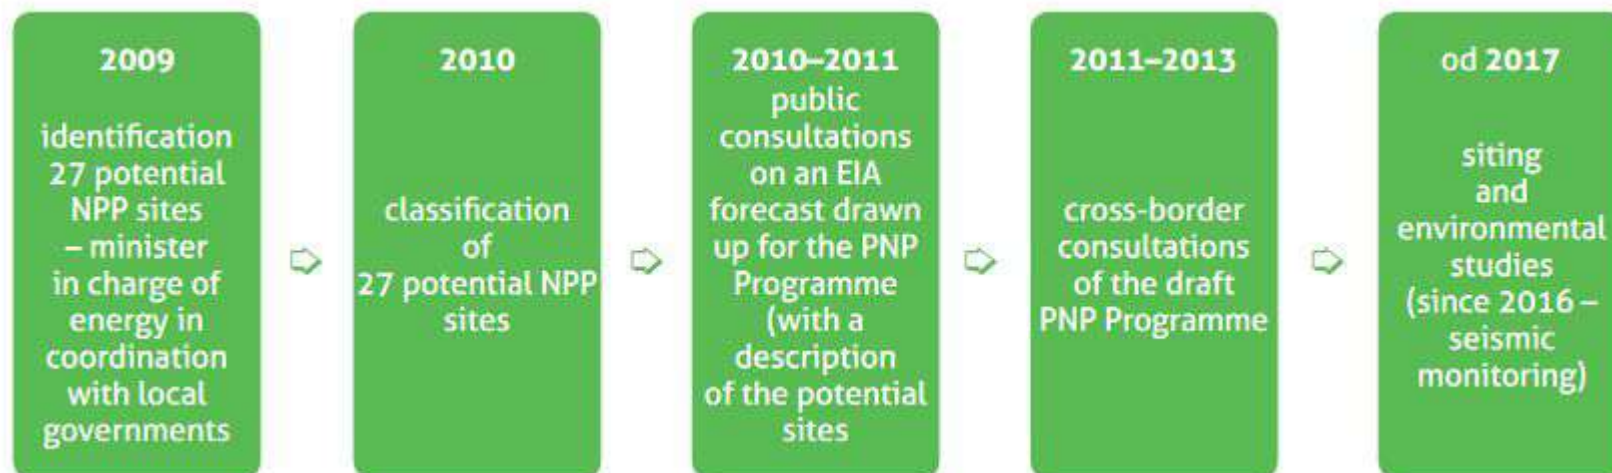 2009
identification
27 potential
NPP sites
– minister
in charge of
energy in
coordination
with local
governments
2010
classification
of
27 potential NPP
sites
2010–2011
public
consultations
on an EIA
forecast drawn
up for the PNP
Programme
(with a
description
of the potential
sites
2011–2013
cross-border
consultations
of the draft
PNP Programme
od 2017
siting
and
environmental
studies
(since 2016 –
seismic
monitoring)